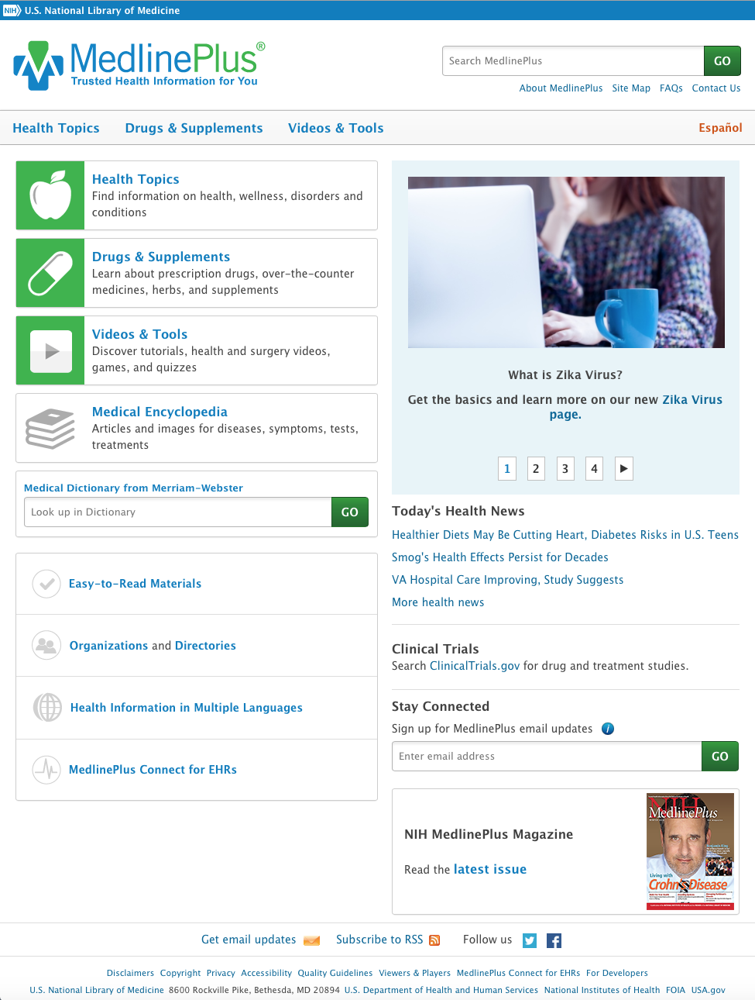 NIH U.S. National Library of Medicine
MedlinePlus®
Trusted Health Information for You
Search MedlinePlus
GO
About MedlinePlus Site Map FAQs Contact Us
Health Topics Drugs & Supplements Videos & Tools Español
Health Topics
Find information on health, wellness, disorders and
conditions
Drugs & Supplements
Learn about prescription drugs, over-the-counter
medicines, herbs, and supplements
Videos & Tools
Discover tutorials, health and surgery videos,
games, and quizzes
Medical Encyclopedia
Articles and images for diseases, symptoms, tests,
treatments
Medical Dictionary from Merriam-Webster
Look up in Dictionary GO
Easy-to-Read Materials
Organizations and Directories
Health Information in Multiple Languages
MedlinePlus Connect for EHRs
What is Zika Virus?
Get the basics and learn more on our new Zika Virus
page.
1 2 3 4
Today's Health News
Healthier Diets May Be Cutting Heart, Diabetes Risks in U.S. Teens
Smog's Health Effects Persist for Decades
VA Hospital Care Improving, Study Suggests
More health news
Clinical Trials
Search ClinicalTrials.gov for drug and treatment studies.
Stay Connected
Sign up for MedlinePlus email updates i
Enter email address GO
NIH MedlinePlus Magazine
Read the latest issue
NIH
MedlinePlus
Living with
Crohn's Disease
Get email updates Subscribe to RSS Follow us
Disclaimers Copyright Privacy Accessibility Quality Guidelines Viewers & Players MedlinePlus Connect for EHRs For Developers
U.S. National Library of Medicine 8600 Rockville Pike, Bethesda, MD 20894 U.S. Department of Health and Human Services National Institutes of Health FOIA USA.gov